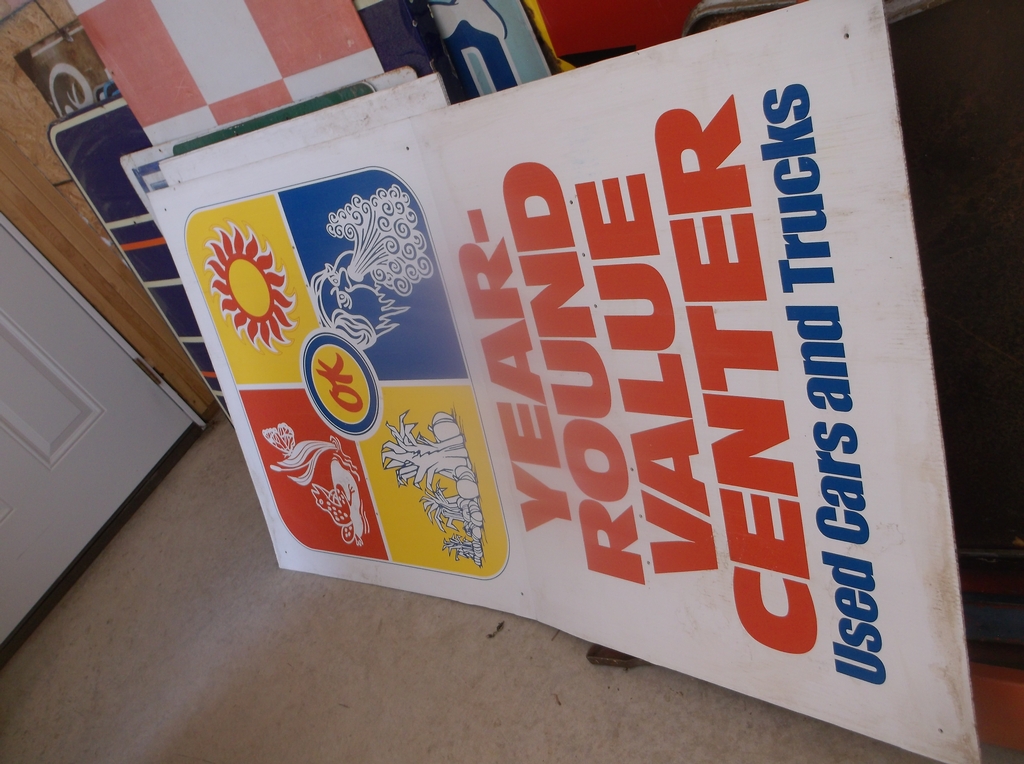 OK
YEAR-
ROUND
VALUE
CENTER
Used Cars and Trucks